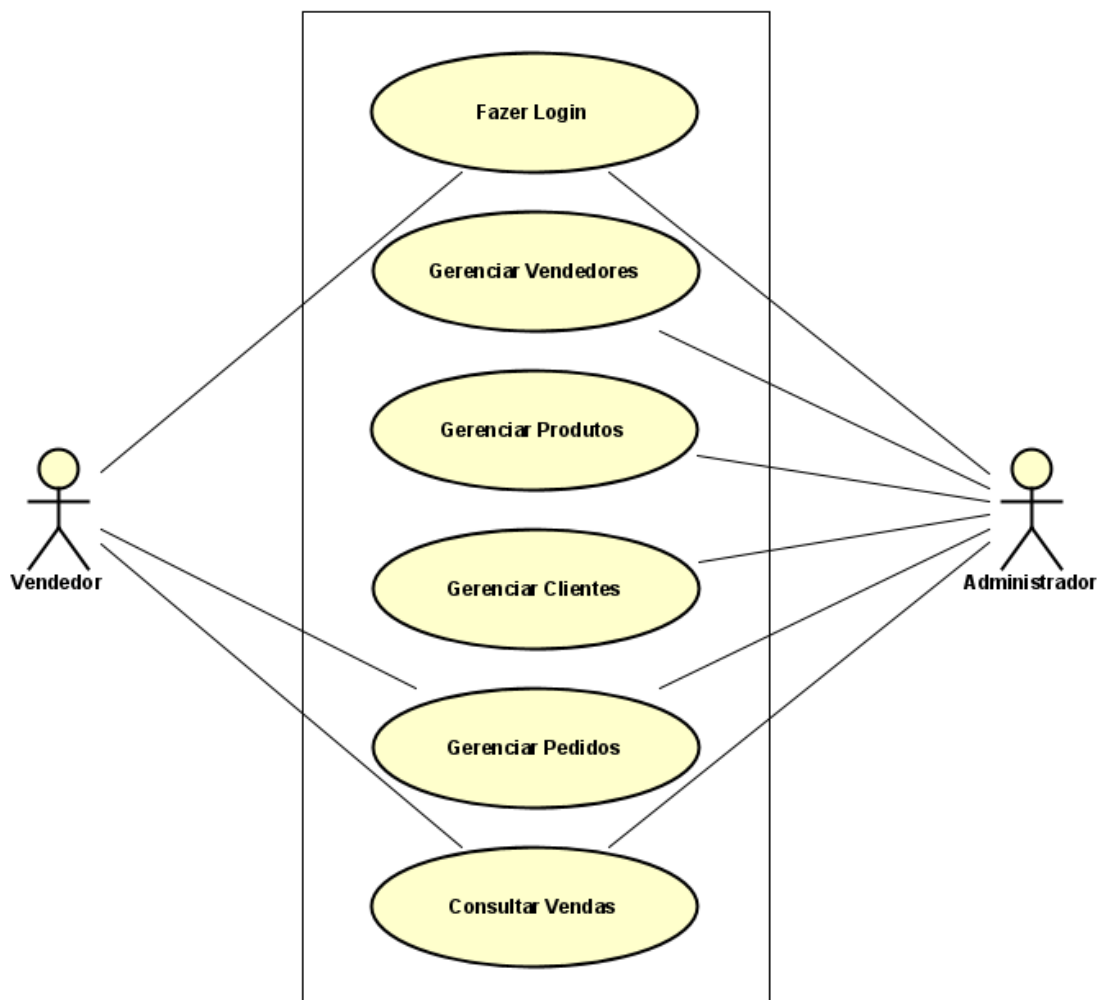 Fazer Login
Gerenciar Vendedores
Gerenciar Produtos
Vendedor
Administrador
Gerenciar Clientes
Gerenciar Pedidos
Consultar Vendas